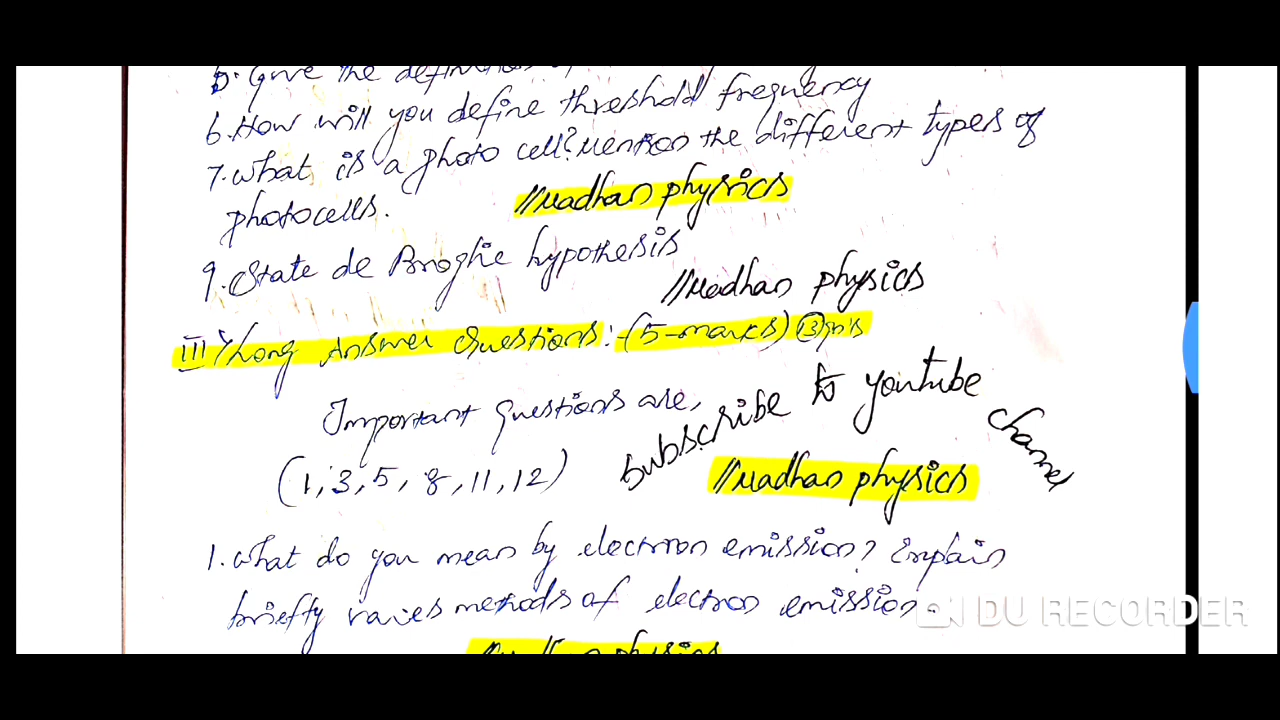 Give the
6. How will you define threshold frequency
7. What is a photo cell? Mention the different types of
photocells.
Madhan physics
9. State de Broglie hypothesis
Madhan physics
III Long Answer Questions:- (5-marks) ③
Important Questions are,
(1, 3, 5, 8, 11, 12)
Subscribe to youtube channel
Madhan physics
1. What do you mean by electron emission? Explain
briefly methods of electron emission.
DU RECORDER